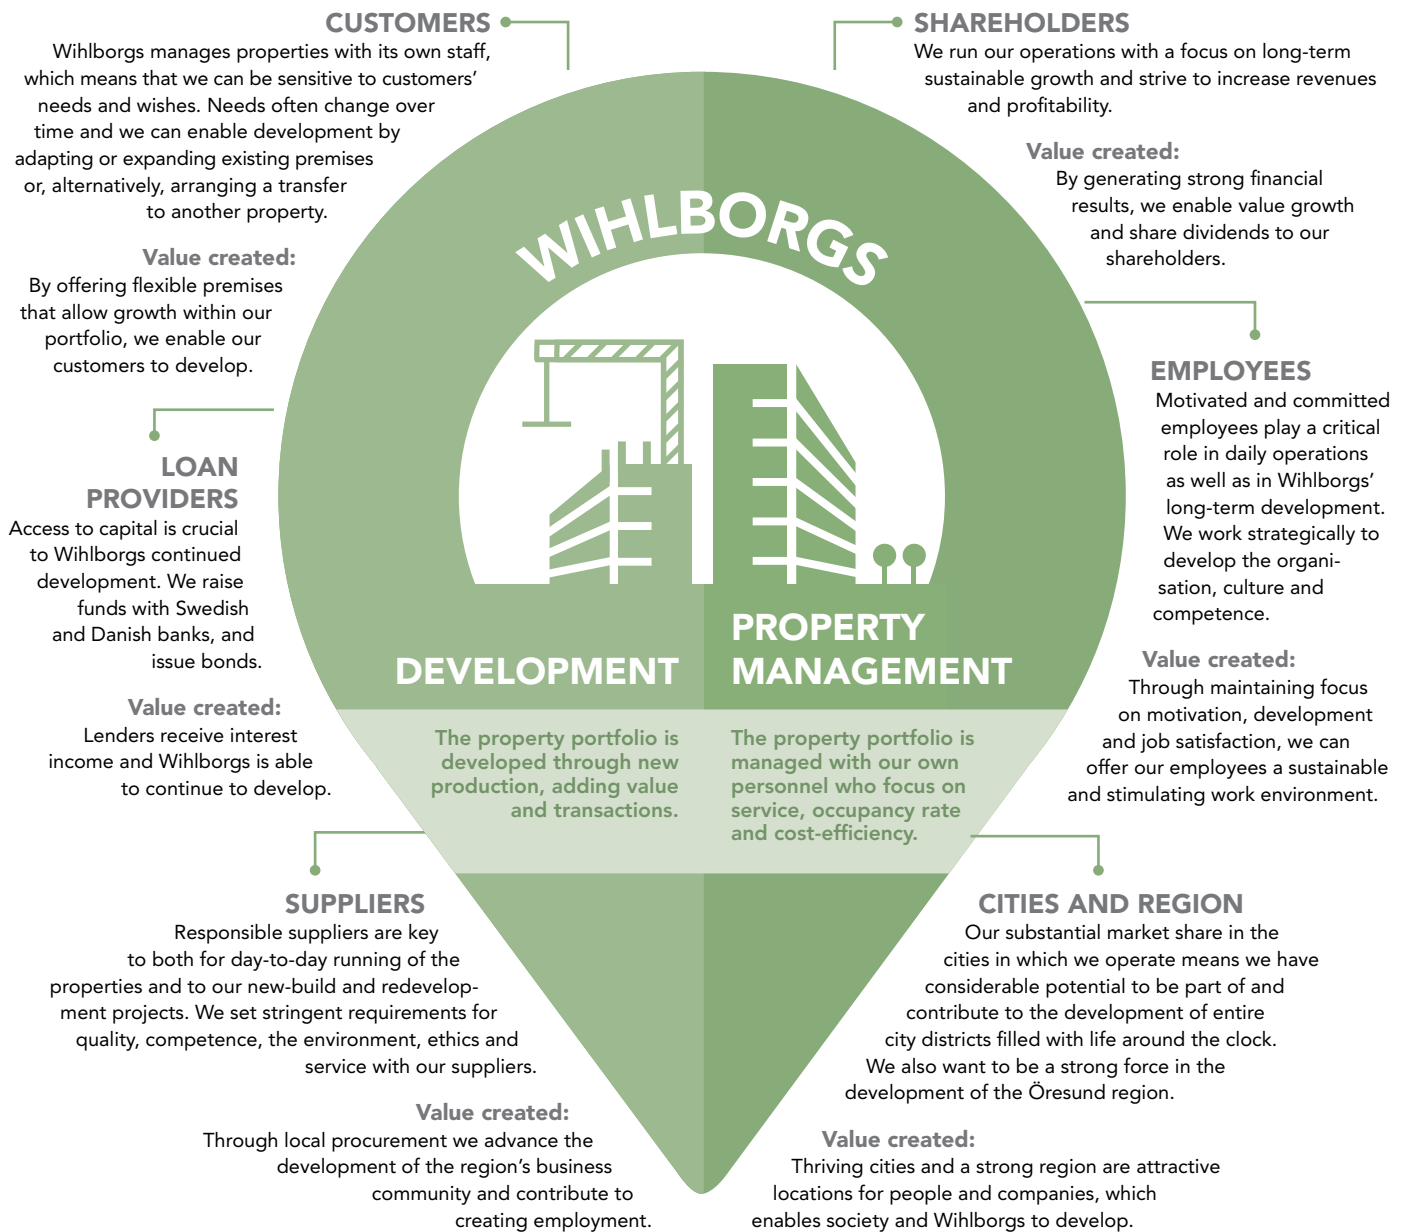 CUSTOMERS
Wihlborgs manages properties with its own staff,
which means that we can be sensitive to customers’
needs and wishes. Needs often change over
time and we can enable development by
adapting or expanding existing premises
or, alternatively, arranging a transfer
to another property.
Value created:
By offering flexible premises
that allow growth within our
portfolio, we enable our
customers to develop.
LOAN
PROVIDERS
Access to capital is crucial
to Wihlborgs continued
development. We raise
funds with Swedish
and Danish banks, and
issue bonds.
Value created:
Lenders receive interest
income and Wihlborgs is able
to continue to develop.
SUPPLIERS
Responsible suppliers are key
to both for day-to-day running of the
properties and to our new-build and redevelop-
ment projects. We set stringent requirements for
quality, competence, the environment, ethics and
service with our suppliers.
Value created:
Through local procurement we advance the
development of the region’s business
community and contribute to
creating employment.
WIHLBORGS
DEVELOPMENT
The property portfolio is
developed through new
production, adding value
and transactions.
PROPERTY
MANAGEMENT
The property portfolio is
managed with our own
personnel who focus on
service, occupancy rate
and cost-efficiency.
SHAREHOLDERS
We run our operations with a focus on long-term
sustainable growth and strive to increase revenues
and profitability.
Value created:
By generating strong financial
results, we enable value growth
and share dividends to our
shareholders.
EMPLOYEES
Motivated and committed
employees play a critical
role in daily operations
as well as in Wihlborgs’
long-term development.
We work strategically to
develop the organi-
sation, culture and
competence.
Value created:
Through maintaining focus
on motivation, development
and job satisfaction, we can
offer our employees a sustainable
and stimulating work environment.
CITIES AND REGION
Our substantial market share in the
cities in which we operate means we have
considerable potential to be part of and
contribute to the development of entire
city districts filled with life around the clock.
We also want to be a strong force in the
development of the Öresund region.
Value created:
Thriving cities and a strong region are attractive
locations for people and companies, which
enables society and Wihlborgs to develop.